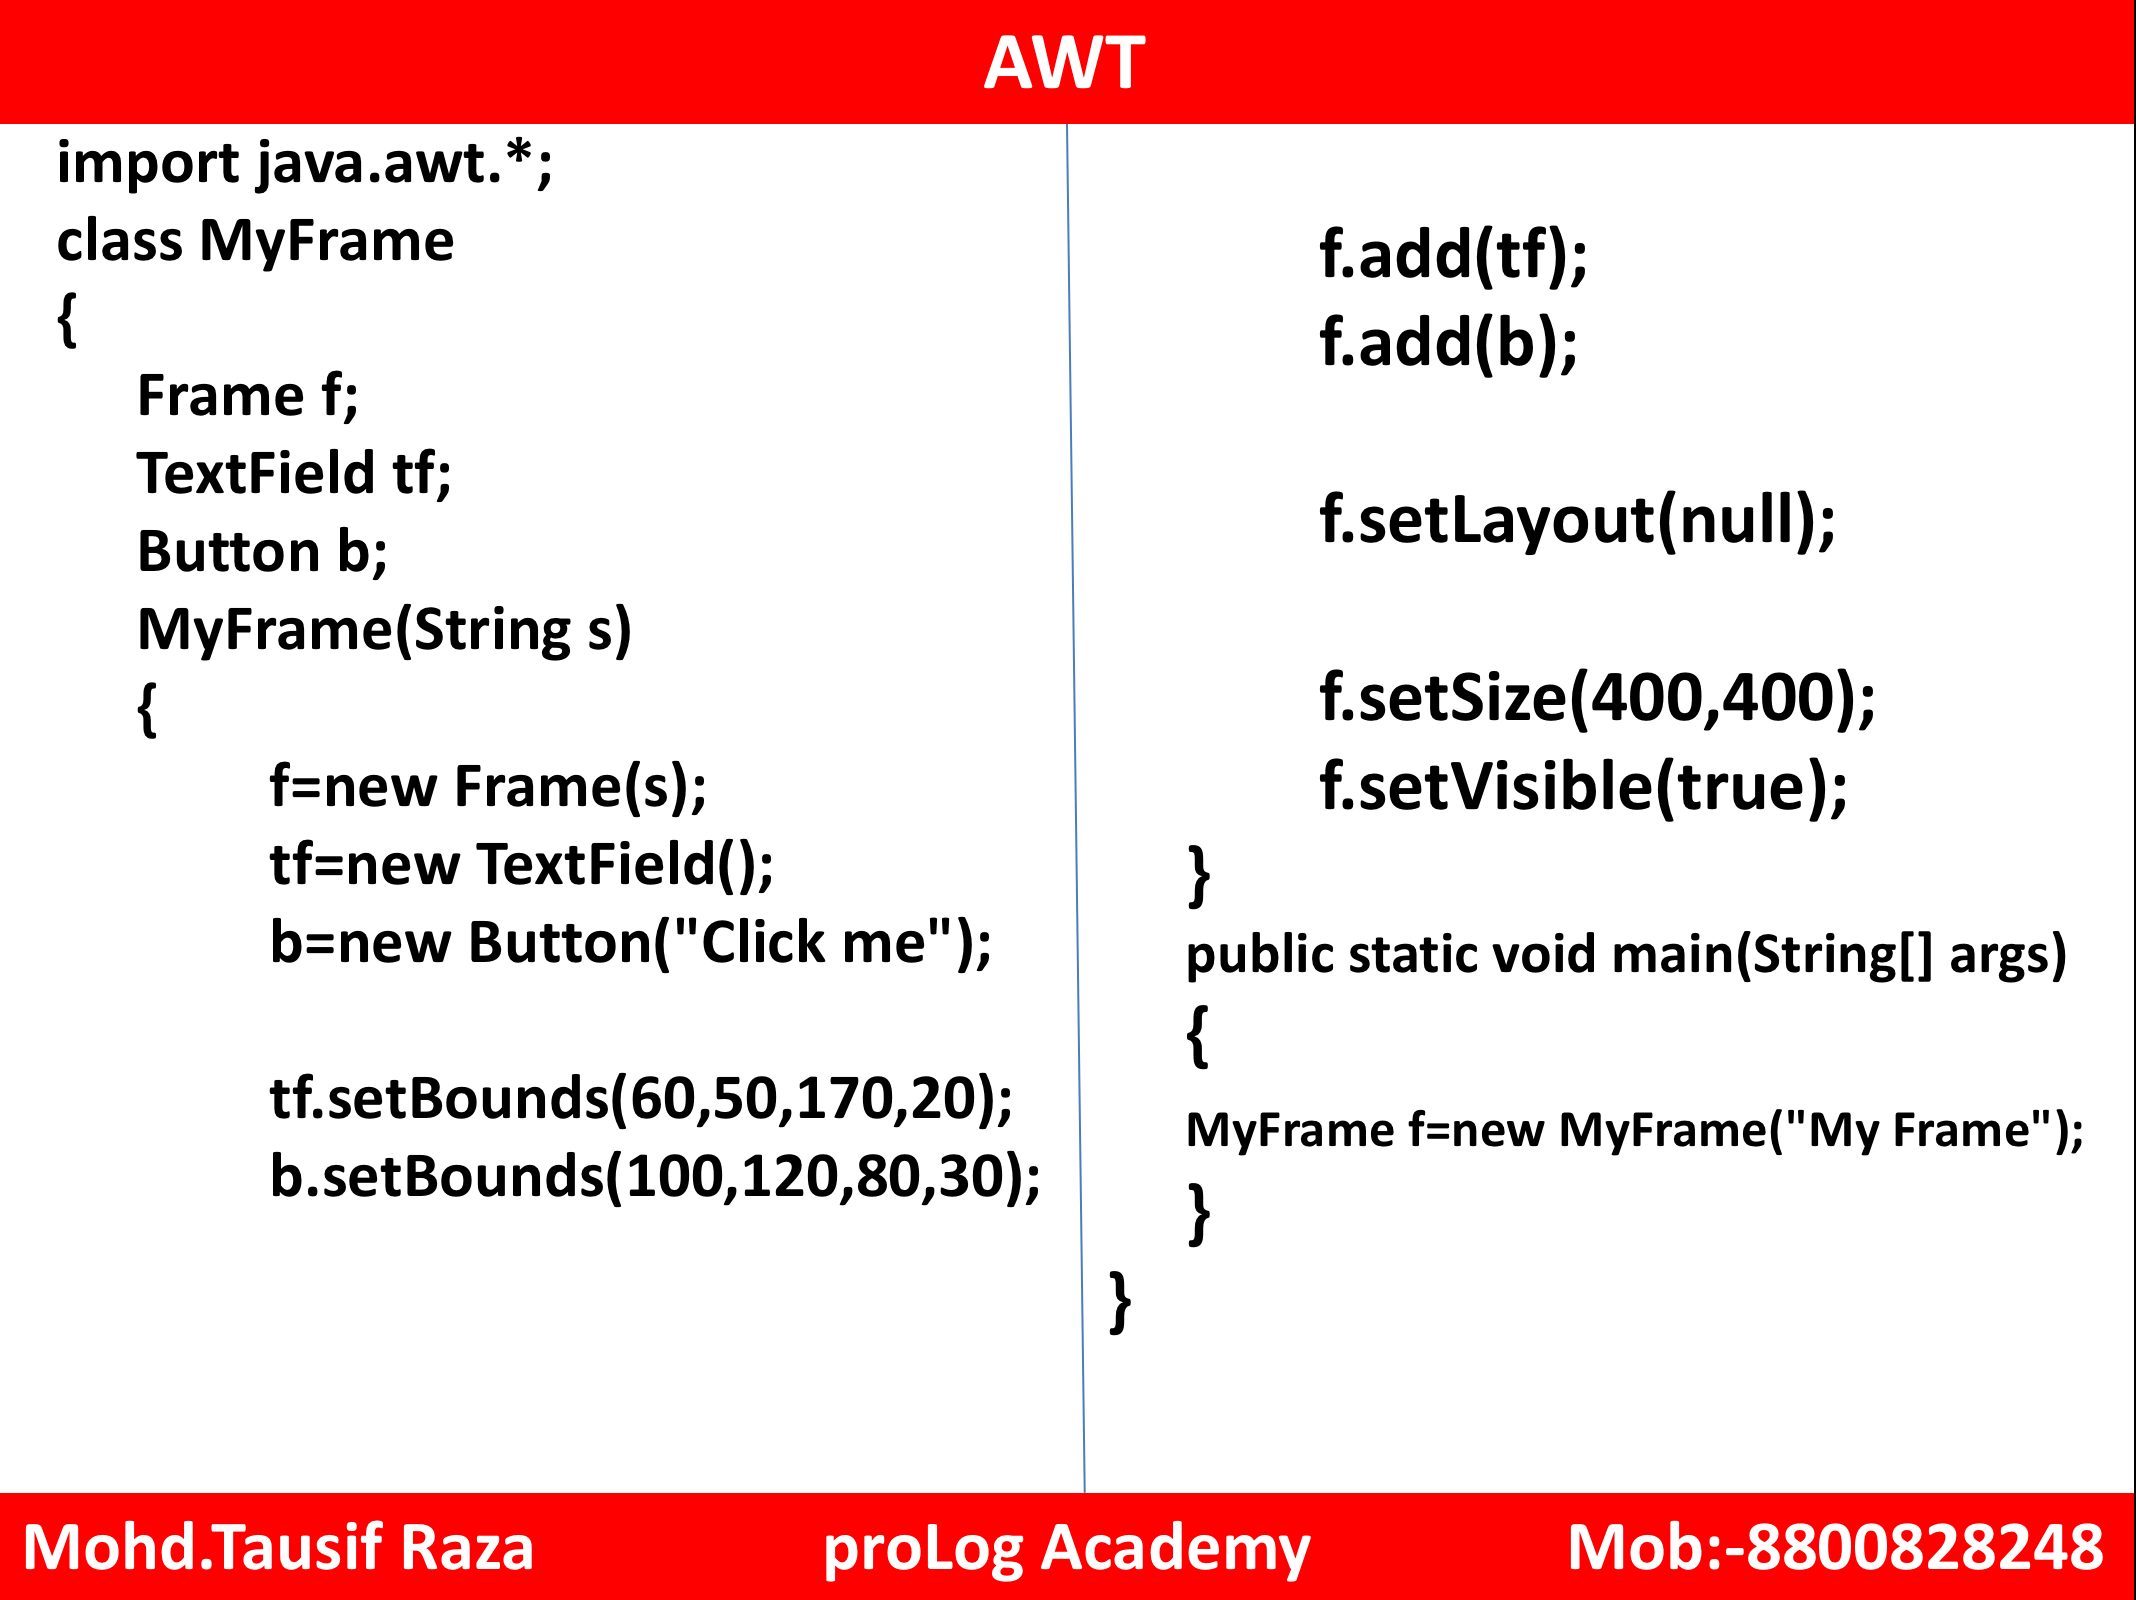 AWT
import java.awt.*;
class MyFrame
{
Frame f;
TextField tf;
Button b;
MyFrame(String s)
{
f=new Frame(s);
tf=new TextField();
b=new Button("Click me");
tf.setBounds(60,50,170,20);
b.setBounds(100,120,80,30);
f.add(tf);
f.add(b);
f.setLayout(null);
f.setSize(400,400);
f.setVisible(true);
}
public static void main(String[] args)
{
MyFrame f=new MyFrame("My Frame");
}
}
Mohd.Tausif Raza proLog Academy Mob:-8800828248